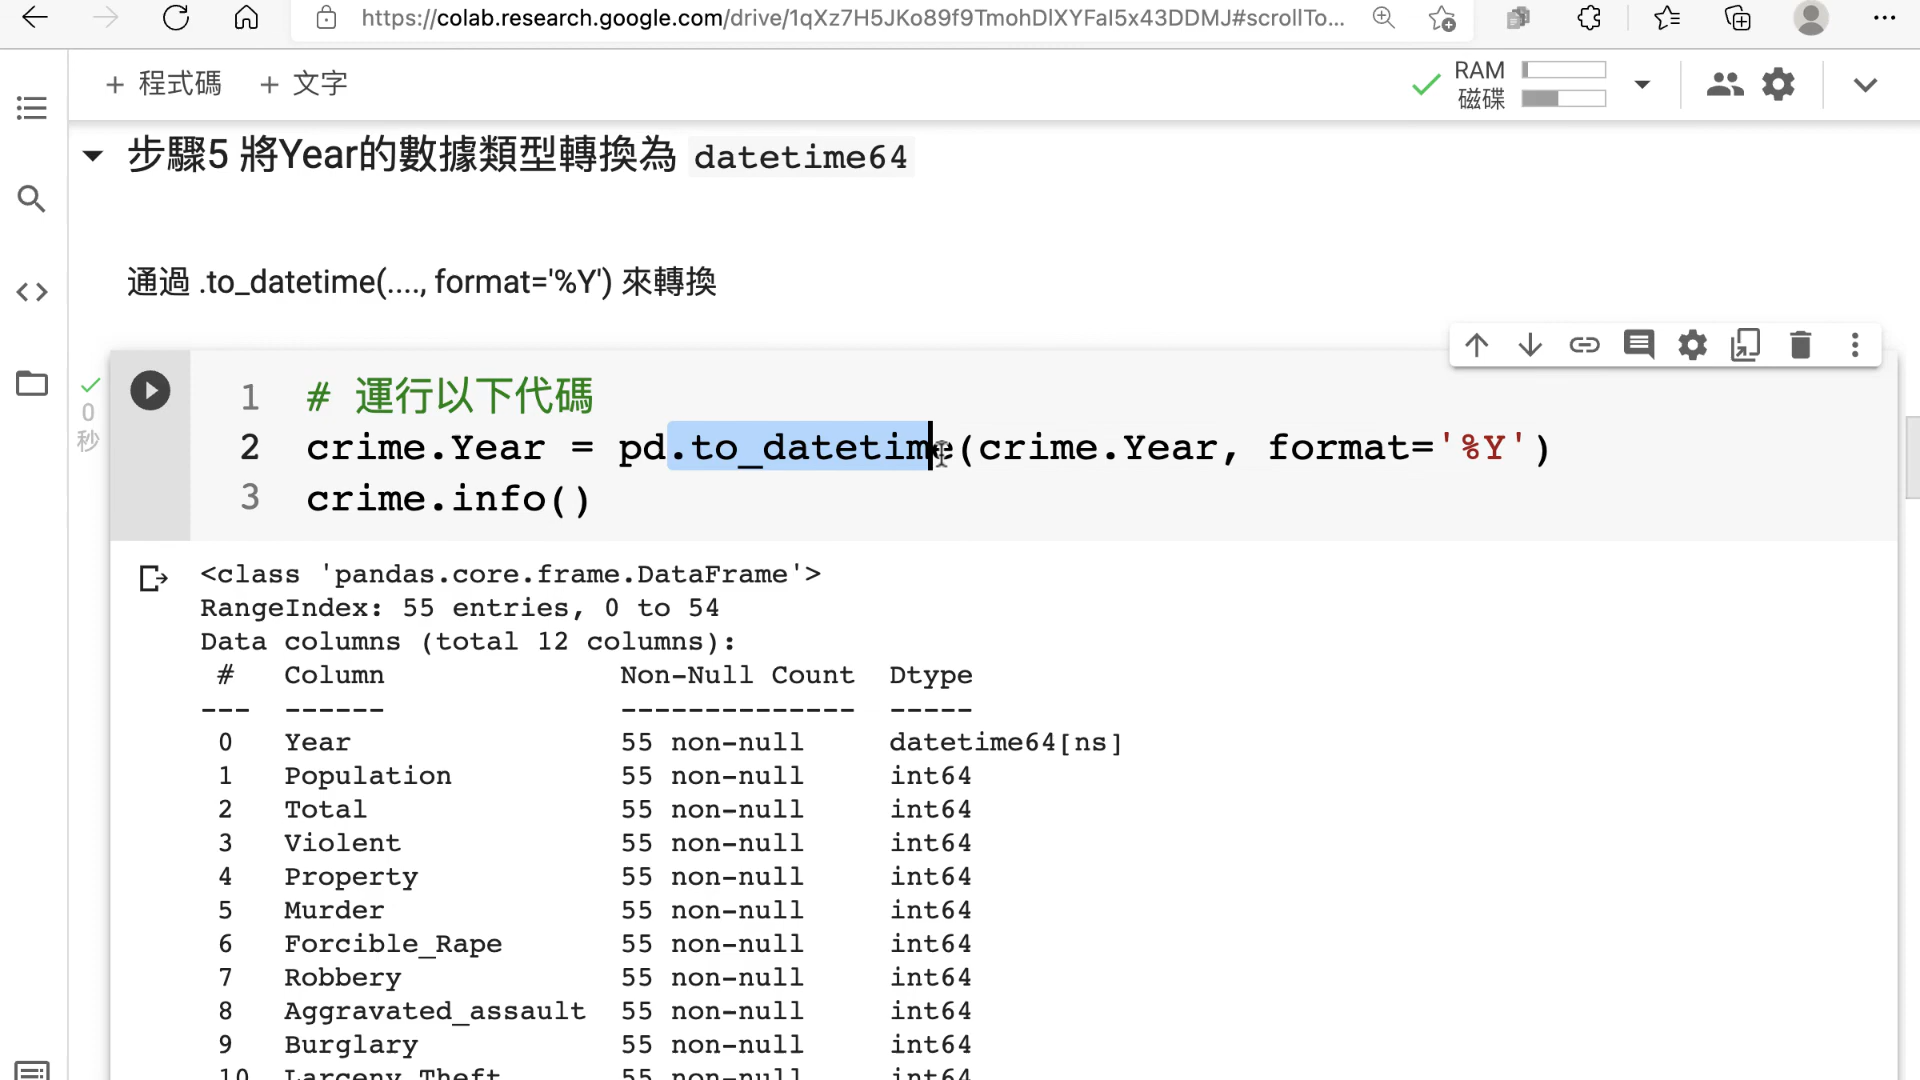 https://colab.research.google.com/drive/1qXz7H5JKo89f9TmohDlXYFaI5x43DDMJ#scrollTo...
+ 程式碼 + 文字
RAM
磁碟
步驟5 將Year的數據類型轉換為 datetime64
通過 .to_datetime(...., format='%Y') 來轉換
0
秒
1 # 運行以下代碼
2 crime.Year = pd.to_datetime(crime.Year, format='%Y')
3 crime.info()
<class 'pandas.core.frame.DataFrame'>
RangeIndex: 55 entries, 0 to 54
Data columns (total 12 columns):
# Column Non-Null Count Dtype
--- ------ -------------- -----
0 Year 55 non-null datetime64[ns]
1 Population 55 non-null int64
2 Total 55 non-null int64
3 Violent 55 non-null int64
4 Property 55 non-null int64
5 Murder 55 non-null int64
6 Forcible_Rape 55 non-null int64
7 Robbery 55 non-null int64
8 Aggravated_assault 55 non-null int64
9 Burglary 55 non-null int64
10 Larceny_Theft 55 non-null int64